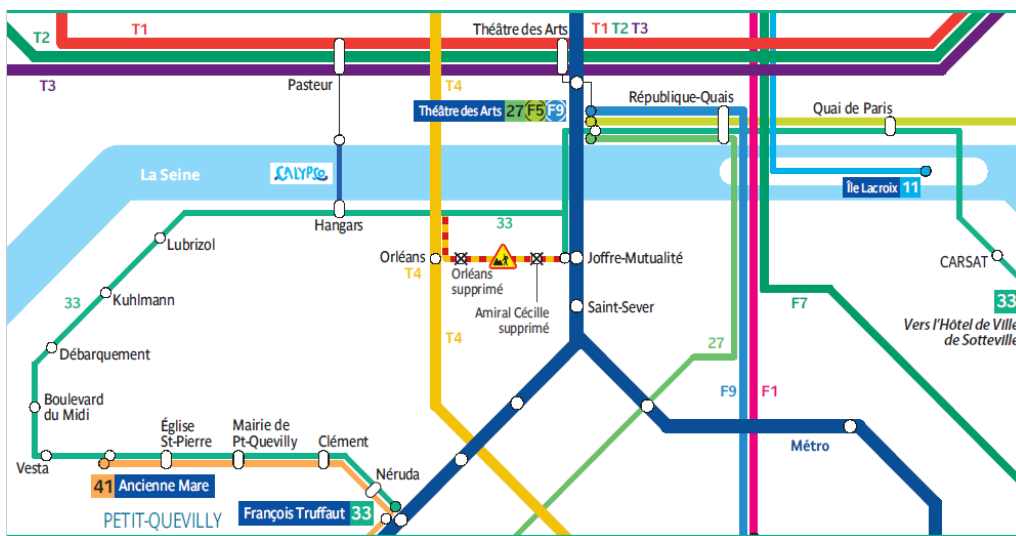 T1
Théâtre des Arts
T1 T2 T3
T2
T3
Pasteur
T4
Théâtre des Arts 27 F5 F9
République-Quais
Quai de Paris
La Seine
CALYPSO
Île Lacroix 11
Hangars
33
Lubrizol
Orléans
T4
Orléans
supprimé
Joffre-Mutualité
CARSAT
Kuhlmann
33
Amiral Cécille
supprimé
Saint-Sever
F7
33
Vers l'Hôtel de Ville
de Sotteville
T4
27
Débarquement
Boulevard
du Midi
F9
F1
Église
St-Pierre
Mairie de
Pt-Quevilly
Clément
Métro
Vesta
Néruda
41 Ancienne Mare
François Truffaut 33
PETIT-QUEVILLY